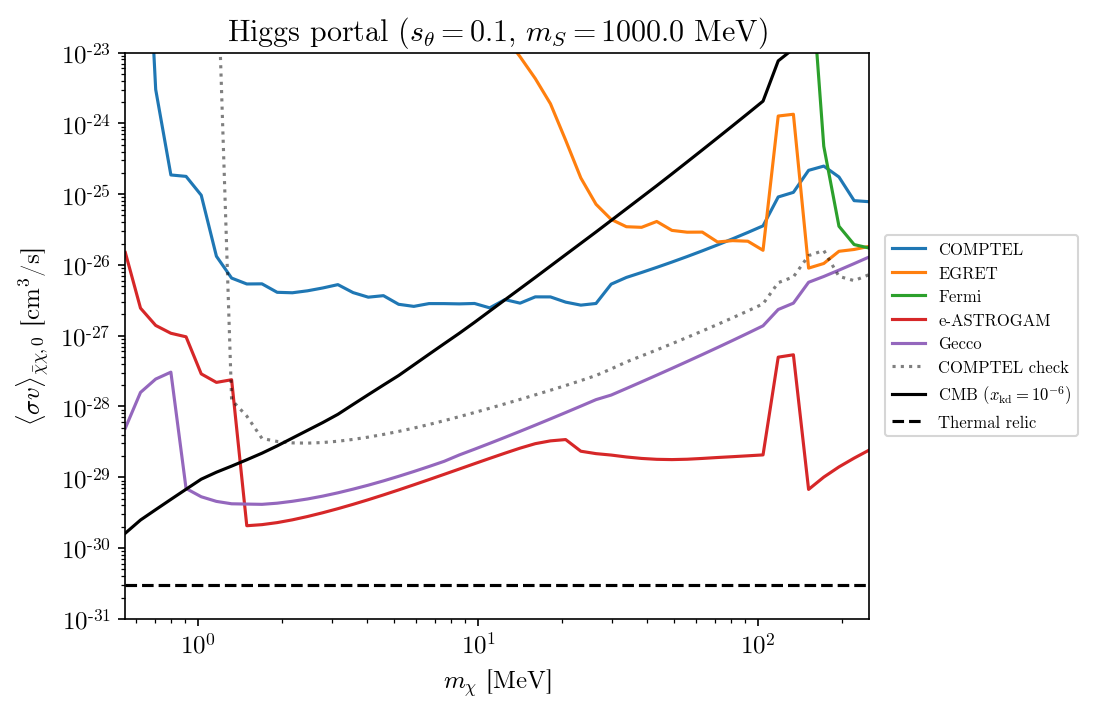 Higgs portal (s_θ = 0.1, m_S = 1000.0 MeV)
10^-23
10^-24
10^-25
10^-26
10^-27
10^-28
10^-29
10^-30
10^-31
⟨σv⟩_χ̄χ,0 [cm^3/s]
10^0 10^1 10^2
m_χ [MeV]
COMPTEL
EGRET
Fermi
e-ASTROGAM
Gecco
COMPTEL check
CMB (x_kd = 10^-6)
Thermal relic